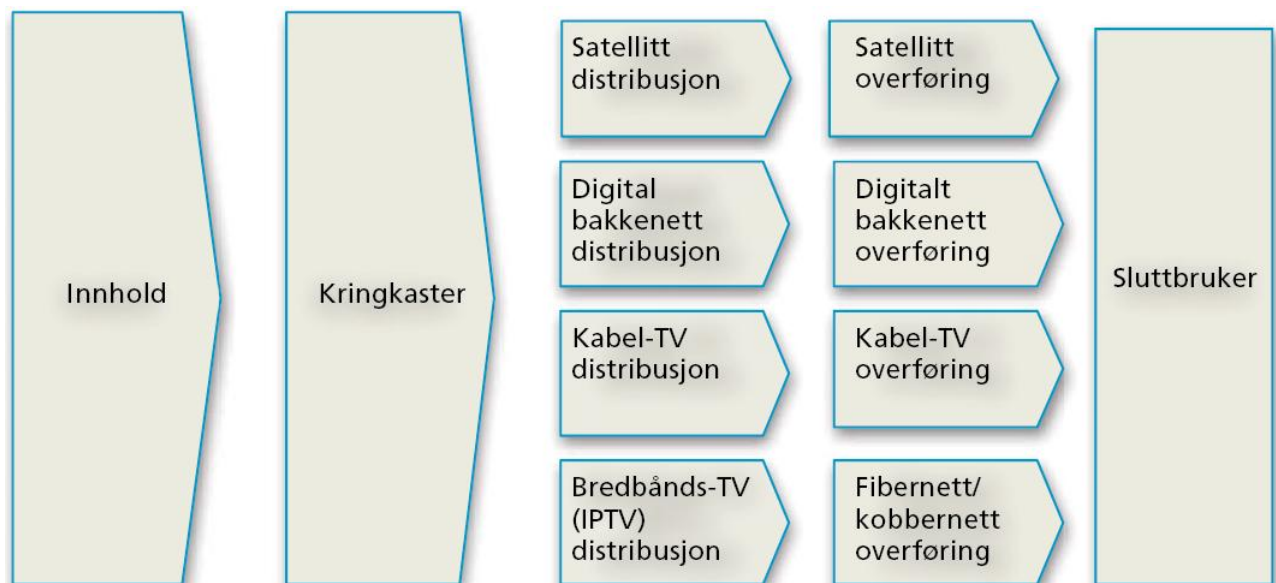 Innhold
Kringkaster
Satellitt
distribusjon
Satellitt
overføring
Digital
bakkenett
distribusjon
Digitalt
bakkenett
overføring
Kabel-TV
distribusjon
Kabel-TV
overføring
Bredbånds-TV
(IPTV)
distribusjon
Fibernett/
kobbernett
overføring
Sluttbruker